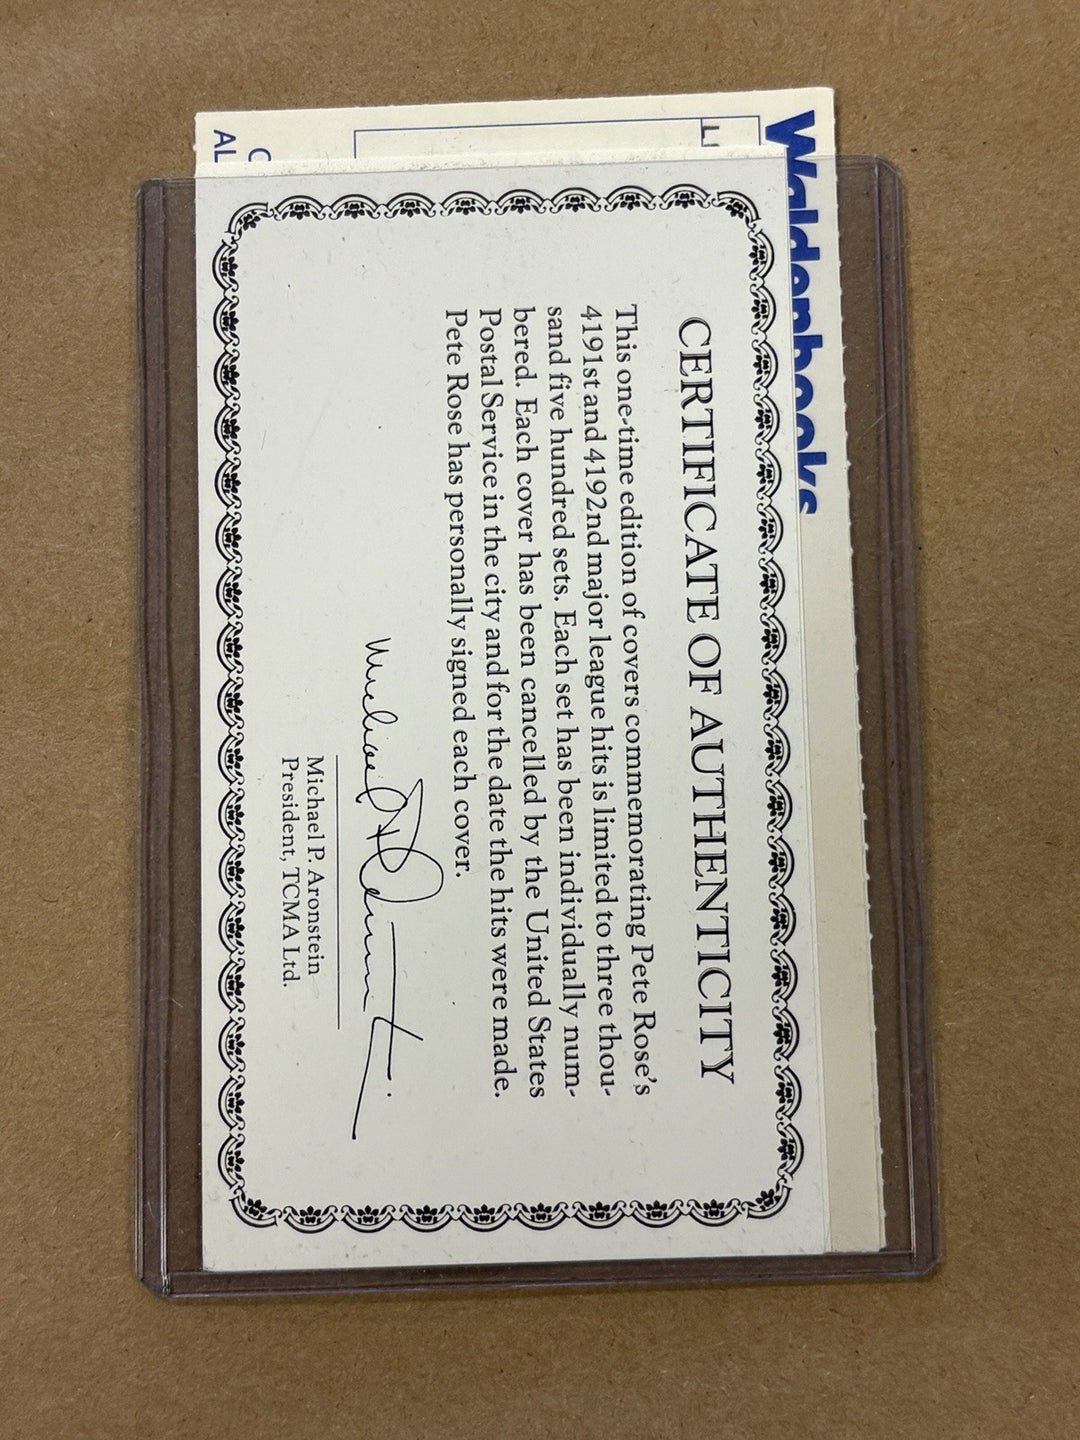 Waldenbooks
AL
CERTIFICATE OF AUTHENTICITY
This one-time edition of covers commemorating Pete Rose's
4191st and 4192nd major league hits is limited to three thou-
sand five hundred sets. Each set has been individually num-
bered. Each cover has been cancelled by the United States
Postal Service in the city and for the date the hits were made.
Pete Rose has personally signed each cover.
Michael P. Aronstein
Michael P. Aronstein
President, TCMA Ltd.